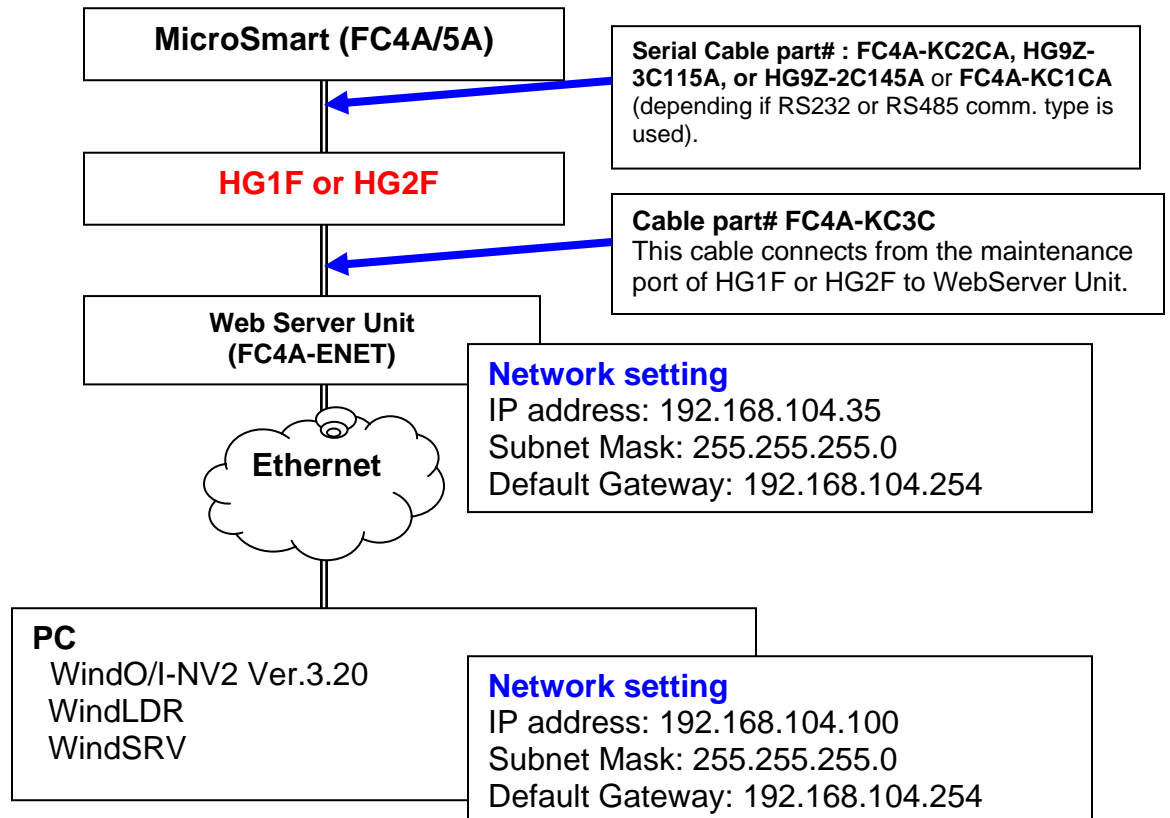 MicroSmart (FC4A/5A)
Serial Cable part# : FC4A-KC2CA, HG9Z-
3C115A, or HG9Z-2C145A or FC4A-KC1CA
(depending if RS232 or RS485 comm. type is
used).
HG1F or HG2F
Cable part# FC4A-KC3C
This cable connects from the maintenance
port of HG1F or HG2F to WebServer Unit.
Web Server Unit
(FC4A-ENET)
Network setting
IP address: 192.168.104.35
Subnet Mask: 255.255.255.0
Default Gateway: 192.168.104.254
Ethernet
PC
WindO/I-NV2 Ver.3.20
WindLDR
WindSRV
Network setting
IP address: 192.168.104.100
Subnet Mask: 255.255.255.0
Default Gateway: 192.168.104.254